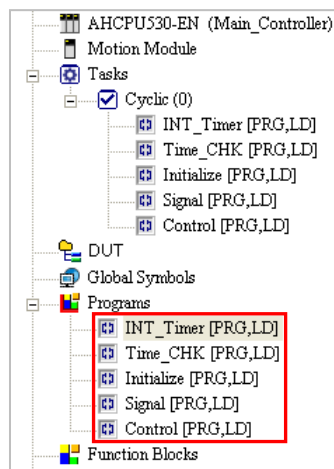 AHCPU530-EN (Main_Controller)
Motion Module
Tasks
Cyclic (0)
INT_Timer [PRG,LD]
Time_CHK [PRG,LD]
Initialize [PRG,LD]
Signal [PRG,LD]
Control [PRG,LD]
DUT
Global Symbols
Programs
INT_Timer [PRG,LD]
Time_CHK [PRG,LD]
Initialize [PRG,LD]
Signal [PRG,LD]
Control [PRG,LD]
Function Blocks